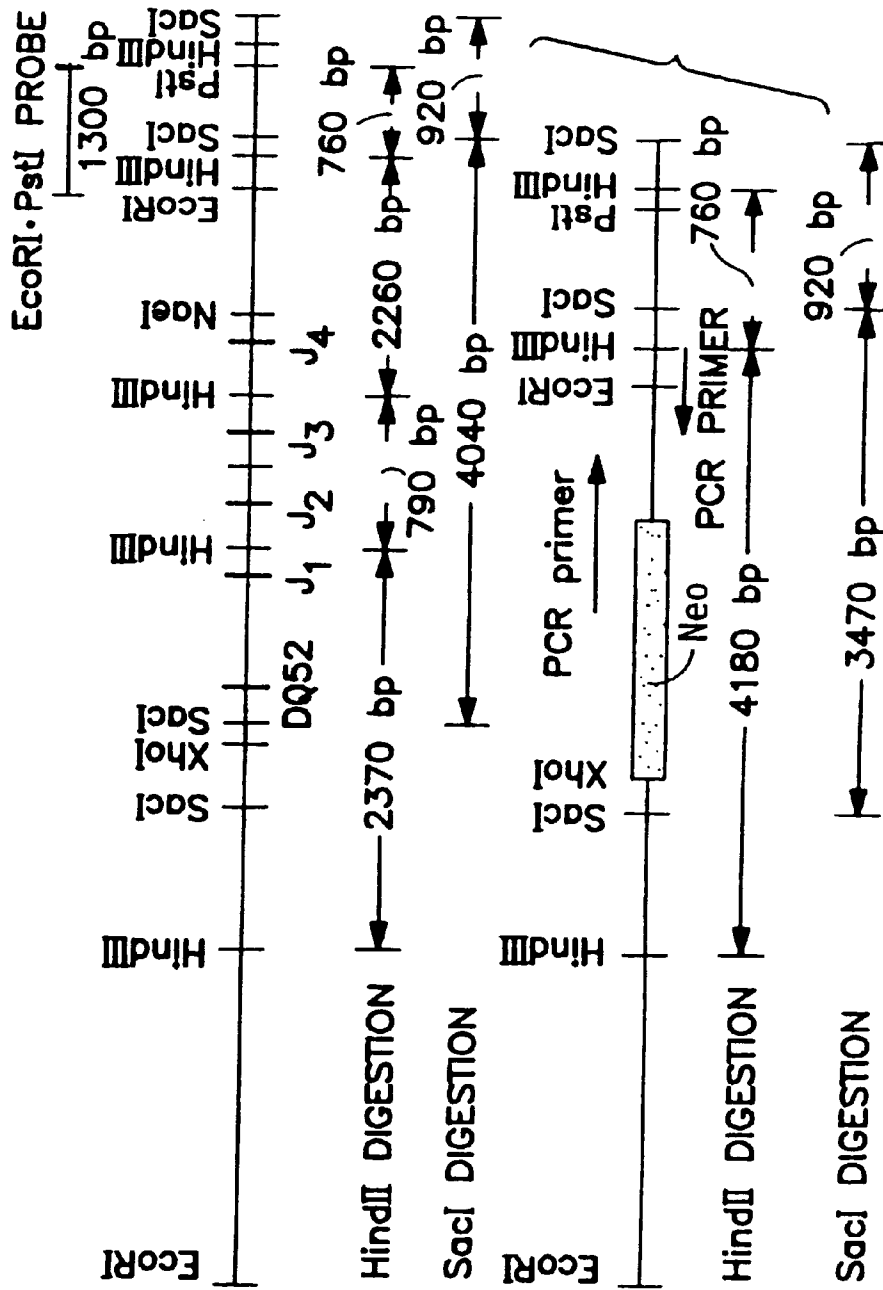 EcoRI·PstI PROBE
1300 bp
EcoRI
HindIII
SacI
XhoI
SacI
HindIII
HindIII
NaeI
EcoRI
HindIII
SacI
PstI
HindIII
SacI
DQ52
J1
J2
J3
J4
HindII DIGESTION
2370 bp
790 bp
2260 bp
760 bp
SacI DIGESTION
4040 bp
920 bp
PCR primer
EcoRI
HindIII
SacI
XhoI
EcoRI
HindIII
SacI
PstI
HindIII
SacI
Neo
PCR PRIMER
HindII DIGESTION
4180 bp
760 bp
SacI DIGESTION
3470 bp
920 bp